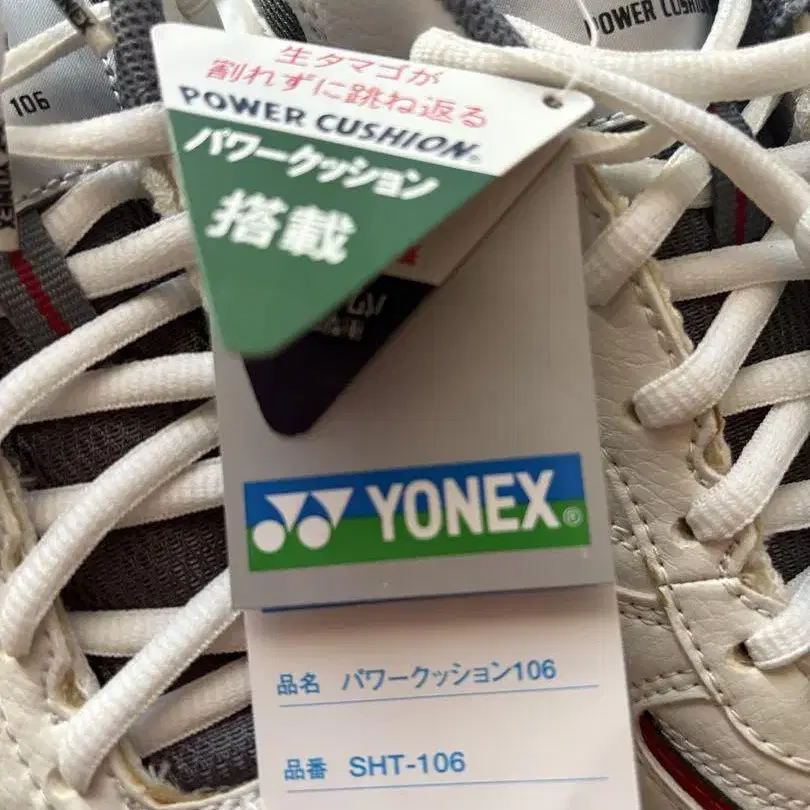 生タマゴが
割れずに跳ね返る
POWER CUSHION®
パワークッション
搭載
YONEX®
品名 パワークッション106
品番 SHT-106
106
POWER CUSHION